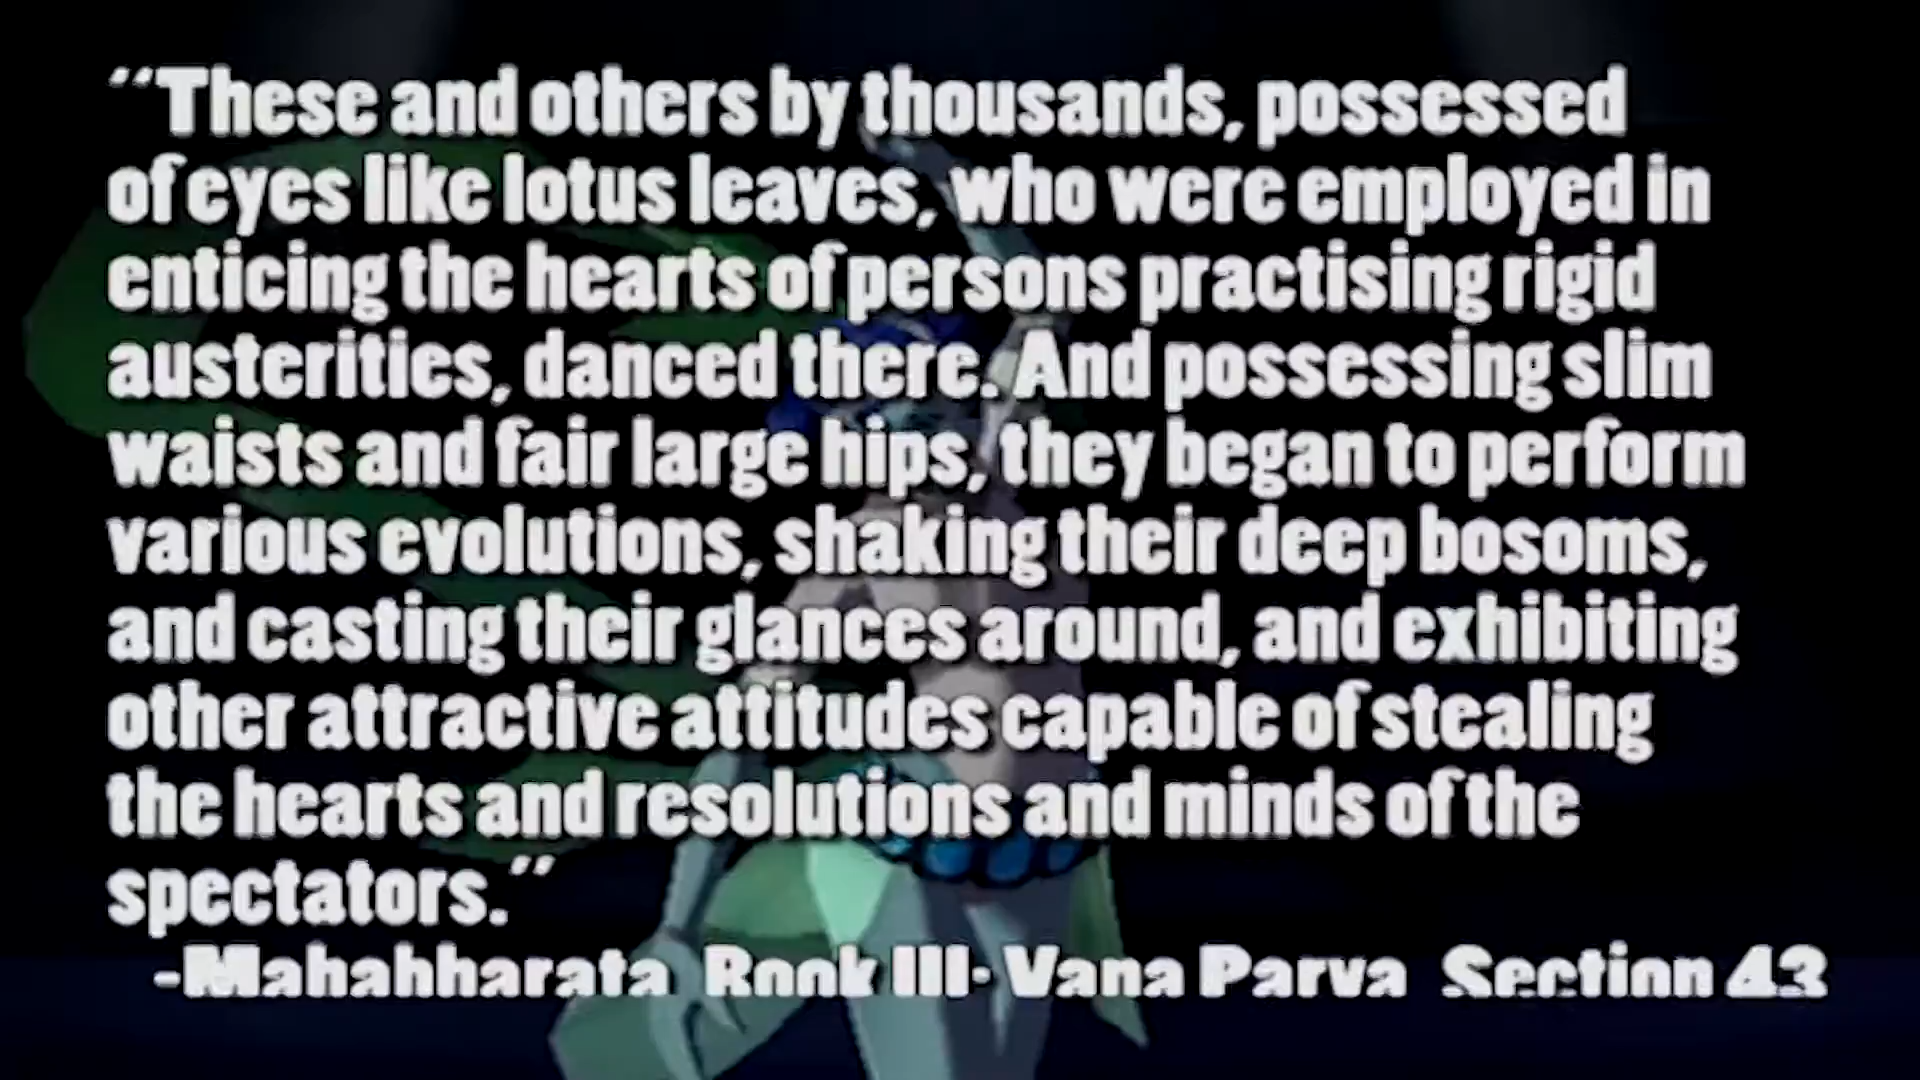 “These and others by thousands, possessed
of eyes like lotus leaves, who were employed in
enticing the hearts of persons practising rigid
austerities, danced there. And possessing slim
waists and fair large hips, they began to perform
various evolutions, shaking their deep bosoms,
and casting their glances around, and exhibiting
other attractive attitudes capable of stealing
the hearts and resolutions and minds of the
spectators.”
-Mahabharata, Book III: Vana Parva, Section 43